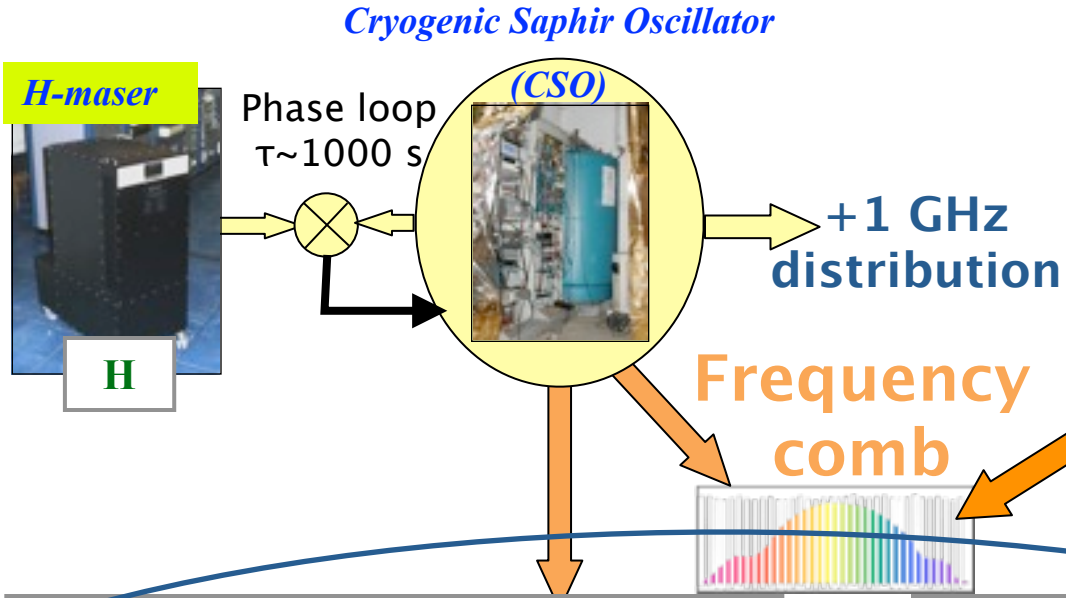 Cryogenic Saphir Oscillator
(CSO)
H-maser
Phase loop
τ~1000 s
+1 GHz
distribution
H
Frequency
comb